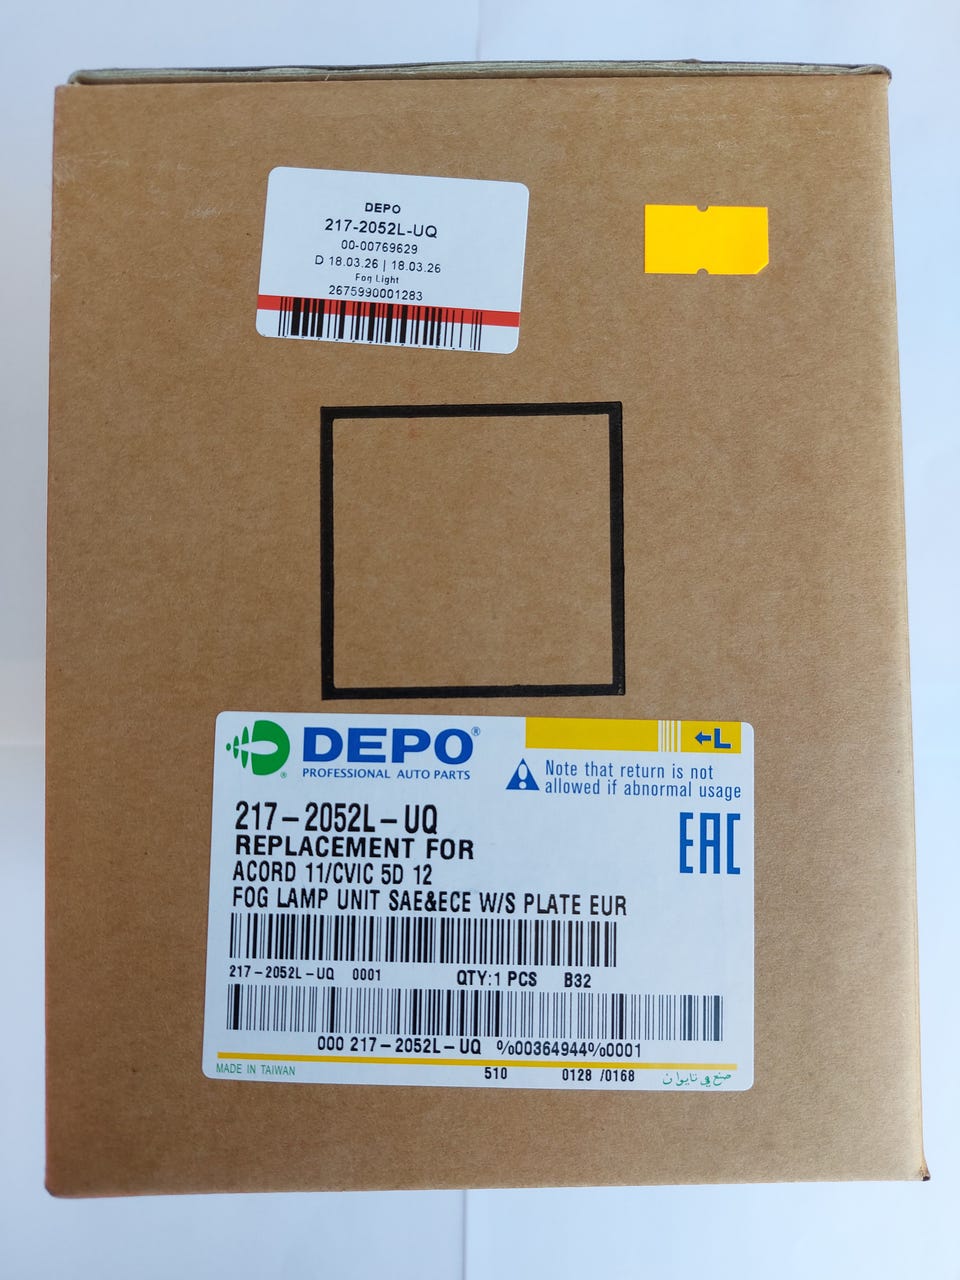 DEPO
217-2052L-UQ
00-00769629
D 18.03.26 | 18.03.26
Fog Light
2675990001283
DEPO®
PROFESSIONAL AUTO PARTS
®
←L
Note that return is not
allowed if abnormal usage
217-2052L-UQ
REPLACEMENT FOR
EAC
ACORD 11/CVIC 5D 12
FOG LAMP UNIT SAE&ECE W/S PLATE EUR
217-2052L-UQ 0001 QTY:1 PCS B32
000 217-2052L-UQ %00364944%0001
MADE IN TAIWAN 510 0128 /0168 صنع في تايوان